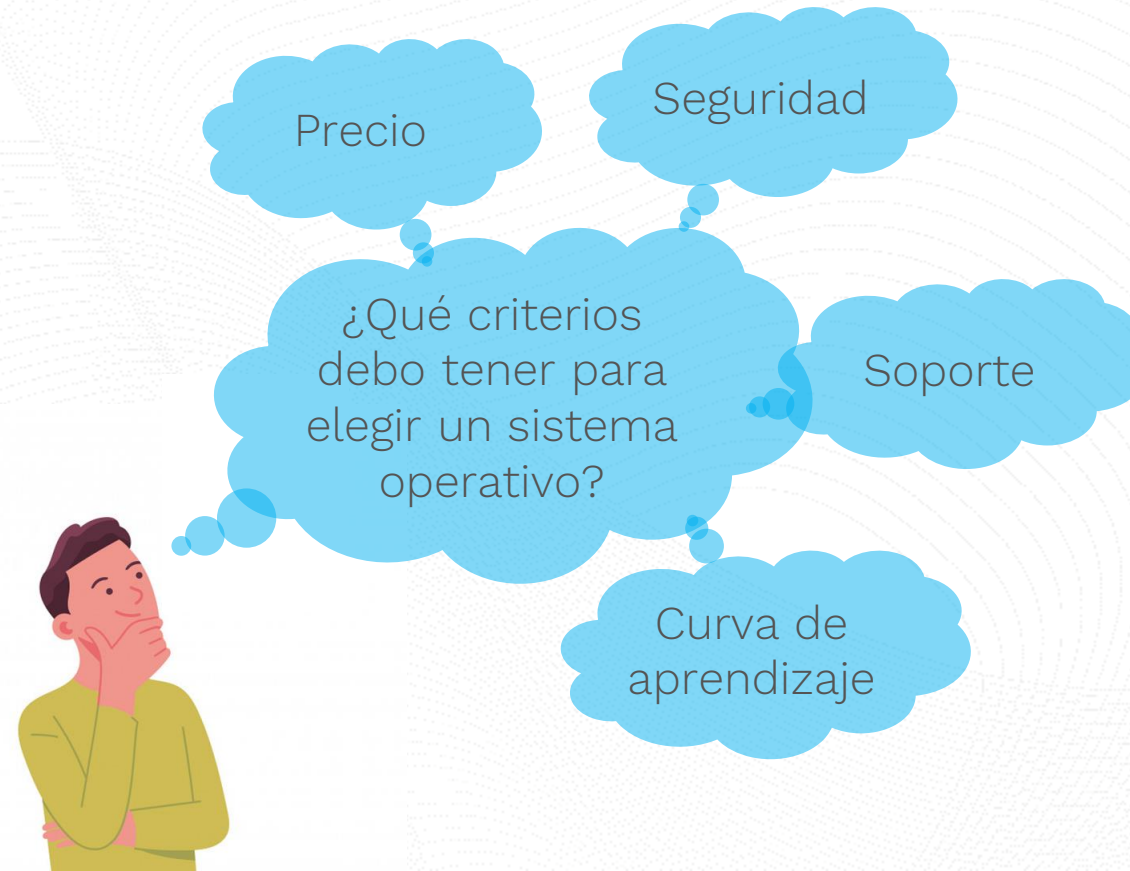 Precio
Seguridad
¿Qué criterios
debo tener para
elegir un sistema
operativo?
Soporte
Curva de
aprendizaje